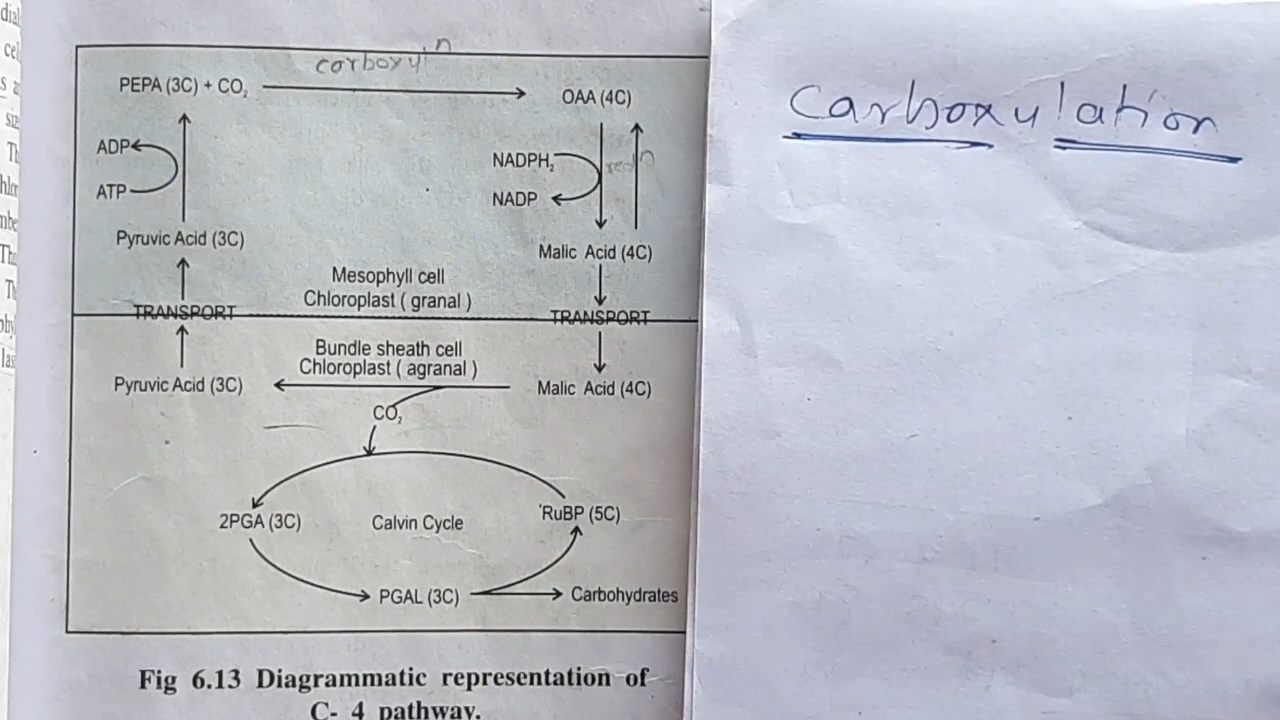 carboxylⁿ
PEPA (3C) + CO₂
OAA (4C)
Carboxylation
ADP
NADPH₂
redⁿ
ATP
NADP
Pyruvic Acid (3C)
Malic Acid (4C)
Mesophyll cell
Chloroplast ( granal )
TRANSPORT
TRANSPORT
Bundle sheath cell
Chloroplast ( agranal )
Pyruvic Acid (3C)
Malic Acid (4C)
CO₂
2PGA (3C)
Calvin Cycle
RuBP (5C)
PGAL (3C)
Carbohydrates
Fig 6.13 Diagrammatic representation of
C- 4 pathway.